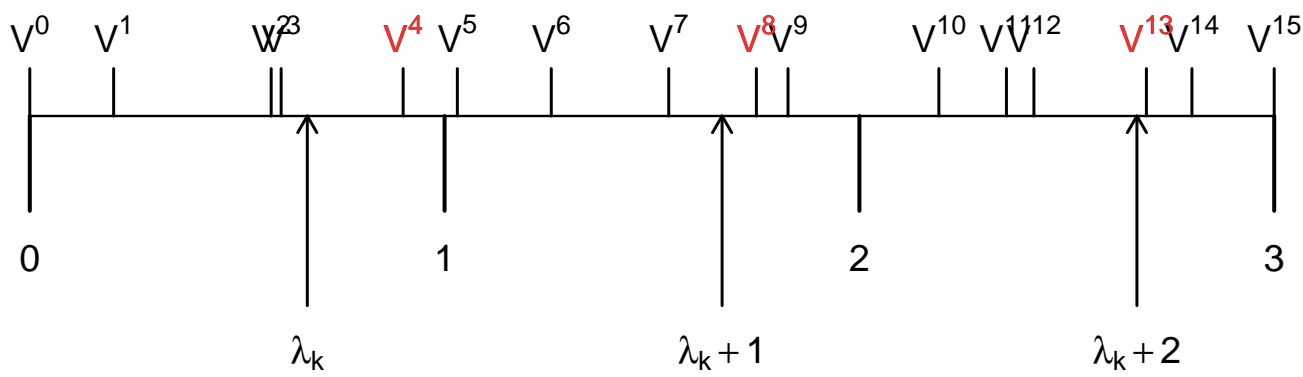 V⁰ V¹ V² V³ V⁴ V⁵ V⁶ V⁷ V⁸ V⁹ V¹⁰ V¹¹ V¹² V¹³ V¹⁴ V¹⁵
0 1 2 3
λₖ λₖ + 1 λₖ + 2